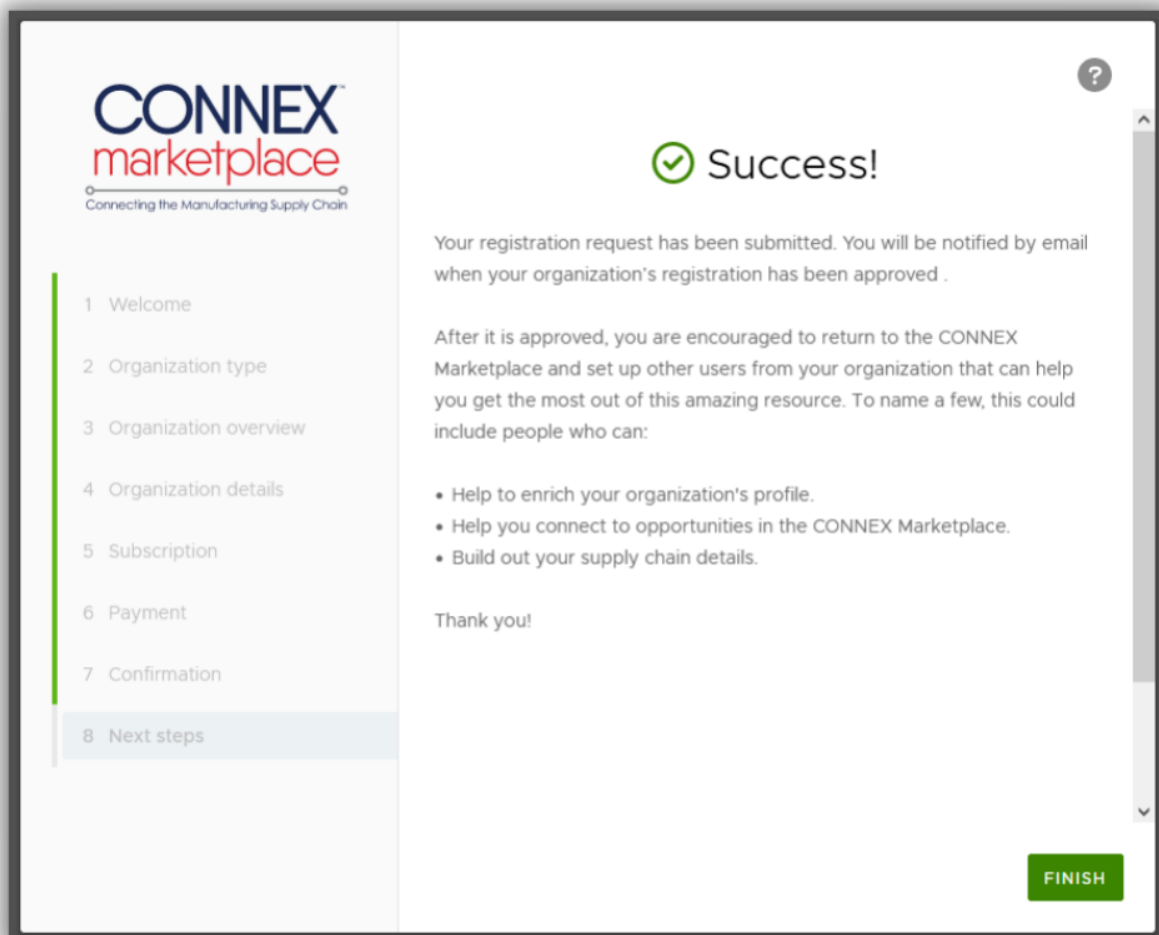 CONNEX™
marketplace
Connecting the Manufacturing Supply Chain
1 Welcome
2 Organization type
3 Organization overview
4 Organization details
5 Subscription
6 Payment
7 Confirmation
8 Next steps
?
Success!
Your registration request has been submitted. You will be notified by email
when your organization's registration has been approved .
After it is approved, you are encouraged to return to the CONNEX
Marketplace and set up other users from your organization that can help
you get the most out of this amazing resource. To name a few, this could
include people who can:
• Help to enrich your organization's profile.
• Help you connect to opportunities in the CONNEX Marketplace.
• Build out your supply chain details.
Thank you!
FINISH